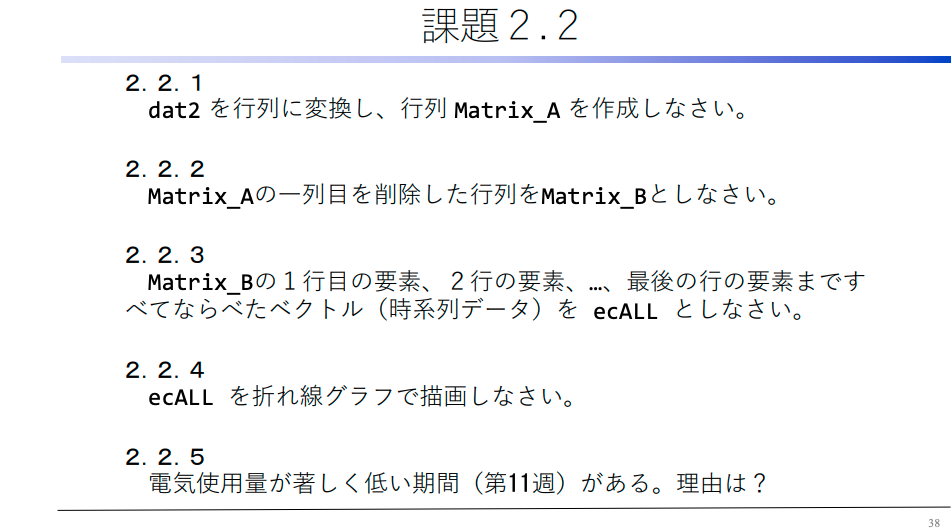 課題２.２
２．２．１
dat2 を行列に変換し、行列 Matrix_A を作成しなさい。
２．２．２
Matrix_Aの一列目を削除した行列をMatrix_Bとしなさい。
２．２．３
Matrix_Bの１行目の要素、２行の要素、…、最後の行の要素まです
べてならべたベクトル（時系列データ）を ecALL としなさい。
２．２．４
ecALL を折れ線グラフで描画しなさい。
２．２．５
電気使用量が著しく低い期間（第11週）がある。理由は？
38